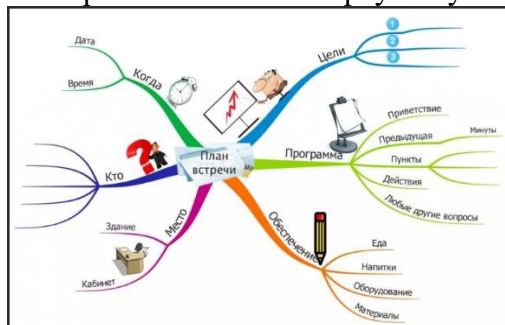 Дата
Время
Когда
Цели
1
2
3
Приветствие
Предыдущая
Минуты
Программа
Пункты
Действия
Любые другие вопросы
План
встречи
Кто
Место
Здание
Кабинет
Обеспечение
Еда
Напитки
Оборудование
Материалы